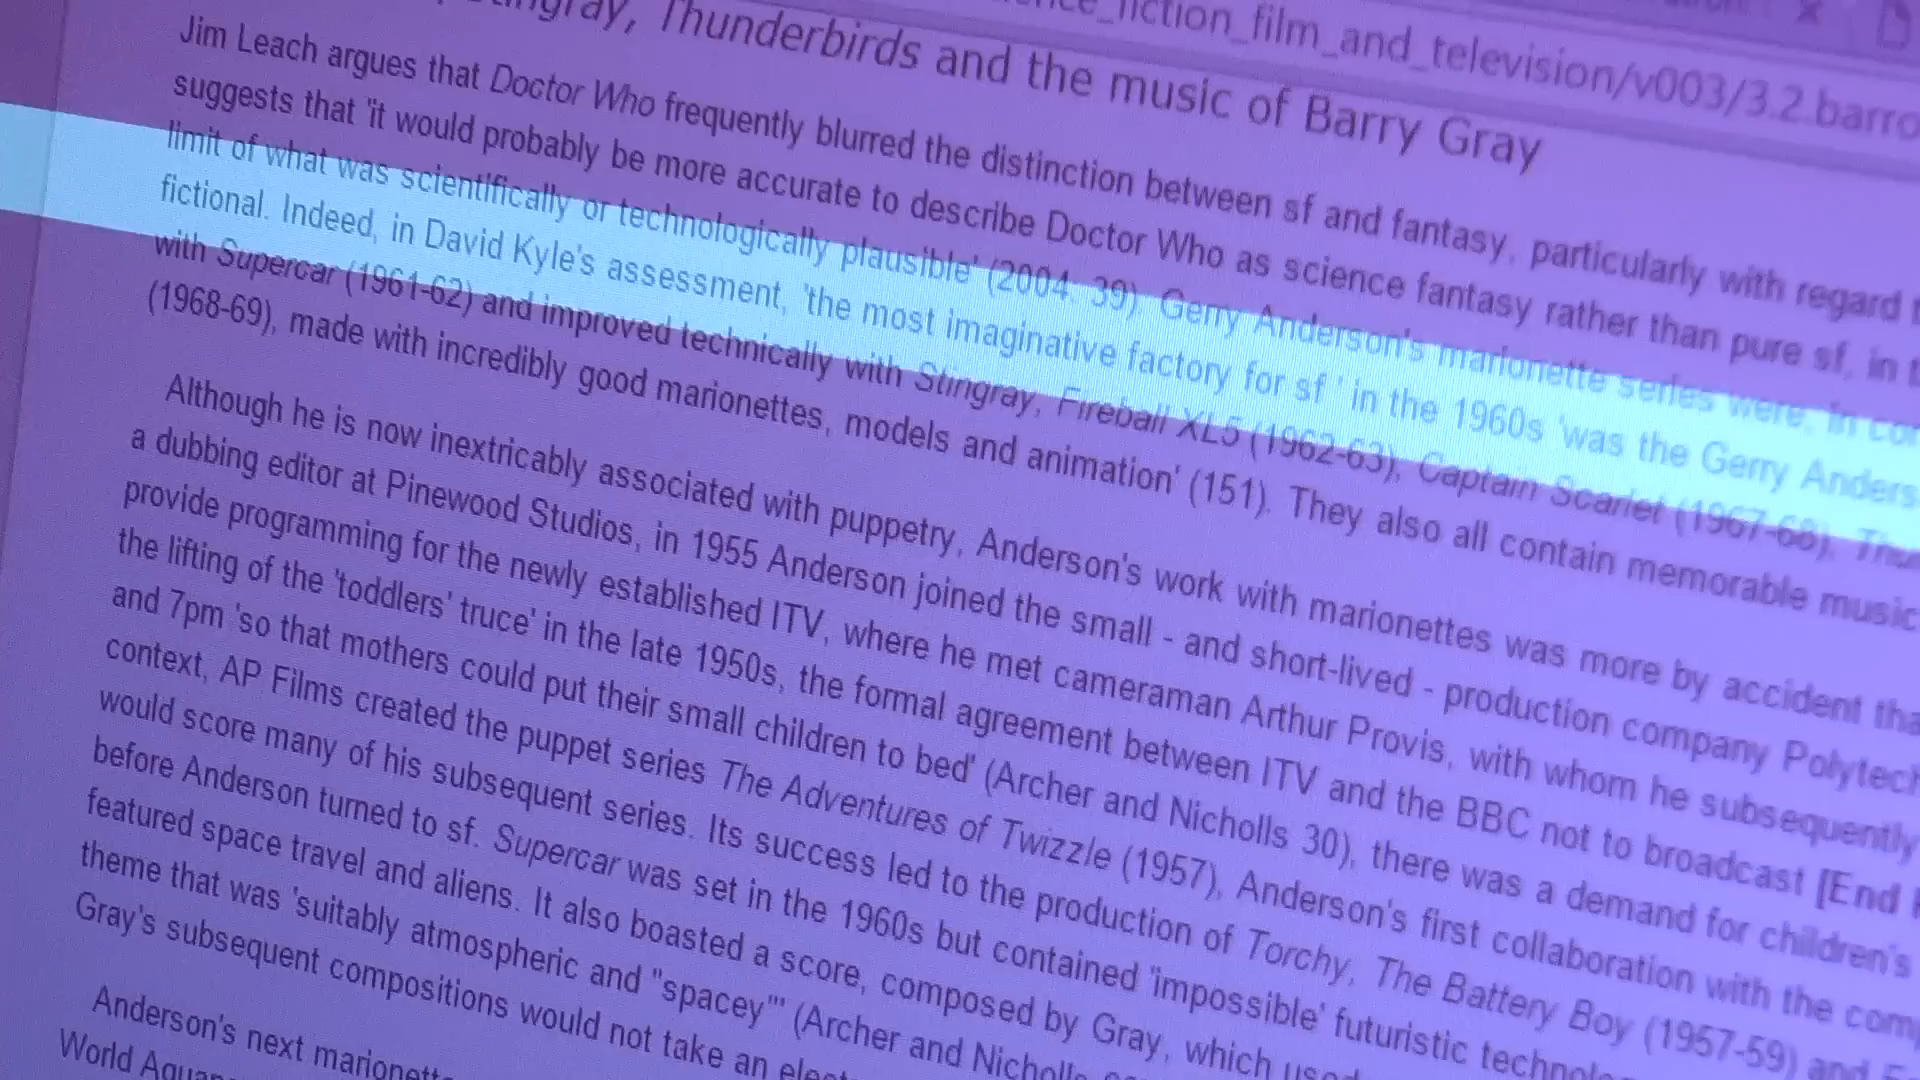 ence_fiction_film_and_television/v003/3.2.barro
Stingray, Thunderbirds and the music of Barry Gray
Jim Leach argues that Doctor Who frequently blurred the distinction between sf and fantasy, particularly with regard
suggests that 'it would probably be more accurate to describe Doctor Who as science fantasy rather than pure sf, in
limit of what was scientifically or technologically plausible' (2004: 39). Gerry Anderson's marionette series were, in
fictional. Indeed, in David Kyle's assessment, 'the most imaginative factory for sf ' in the 1960s 'was the Gerry Anders
with Supercar (1961-62) and improved technically with Stingray, Fireball XL5 (1962-63), Captain Scarlet (1967-68),
(1968-69), made with incredibly good marionettes, models and animation' (151). They also all contain memorable music
Although he is now inextricably associated with puppetry, Anderson's work with marionettes was more by accident tha
a dubbing editor at Pinewood Studios, in 1955 Anderson joined the small - and short-lived - production company Polytech
provide programming for the newly established ITV, where he met cameraman Arthur Provis, with whom he subsequently
the lifting of the 'toddlers' truce' in the late 1950s, the formal agreement between ITV and the BBC not to broadcast [End
and 7pm 'so that mothers could put their small children to bed' (Archer and Nicholls 30), there was a demand for children's
context, AP Films created the puppet series The Adventures of Twizzle (1957), Anderson's first collaboration with the com
would score many of his subsequent series. Its success led to the production of Torchy, The Battery Boy (1957-59) and
before Anderson turned to sf. Supercar was set in the 1960s but contained 'impossible' futuristic technol
featured space travel and aliens. It also boasted a score, composed by Gray, which used
theme that was 'suitably atmospheric and "spacey"' (Archer and Nicholls
Gray's subsequent compositions would not take an elect
Anderson's next marionett
World Aqua